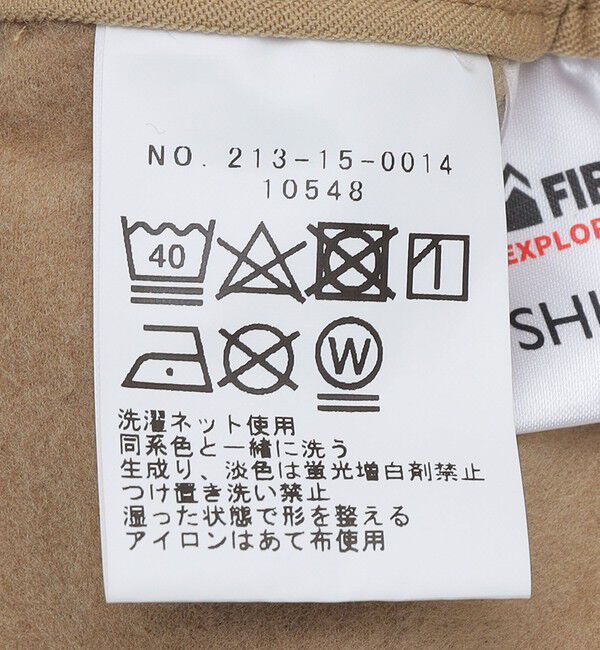 NO. 213-15-0014
10548
40
W
洗濯ネット使用
同系色と一緒に洗う
生成り、淡色は蛍光増白剤禁止
つけ置き洗い禁止
湿った状態で形を整える
アイロンはあて布使用
FIR
EXPLOR
SHI